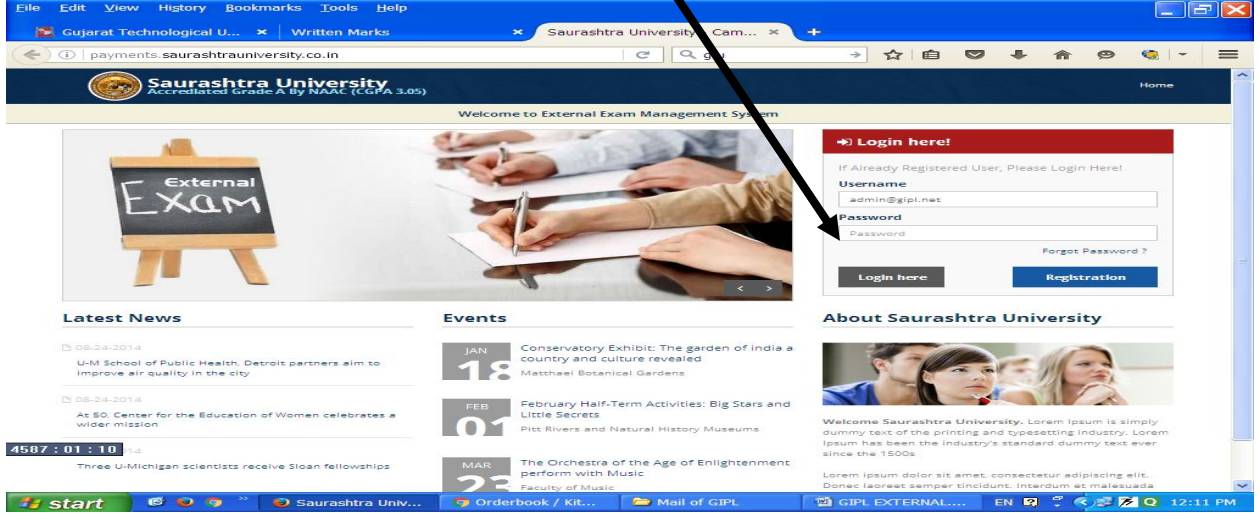 File Edit View History Bookmarks Tools Help
Gujarat Technological U... × Written Marks × Saurashtra University - Cam... × +
payments.saurashtrauniversity.co.in
Saurashtra University
Accrediated Grade A By NAAC (CGPA 3.05)
Home
Welcome to External Exam Management System
External
Exam
Login here!
If Already Registered User, Please Login Here!
Username
admin@gipl.net
Password
Password
Forgot Password ?
Login here Registration
Latest News
08-24-2014
U-M School of Public Health, Detroit partners aim to
improve air quality in the city
08-24-2014
At 50, Center for the Education of Women celebrates a
wider mission
4587 : 01 : 10
Three U-Michigan scientists receive Sloan fellowships
Events
JAN
18
Conservatory Exhibit: The garden of india a
country and culture revealed
Matthaei Botanical Gardens
FEB
01
February Half-Term Activities: Big Stars and
Little Secrets
Pitt Rivers and Natural History Museums
MAR
23
The Orchestra of the Age of Enlightenment
perform with Music
Faculty of Music
About Saurashtra University
Welcome Saurashtra University. Lorem Ipsum is simply
dummy text of the printing and typesetting industry. Lorem
Ipsum has been the industry's standard dummy text ever
since the 1500s
Lorem ipsum dolor sit amet, consectetur adipiscing elit.
Donec laoreet semper tincidunt. Interdum et malesuada
start Saurashtra Univ... Orderbook / Kit... Mail of GIPL GIPL EXTERNAL.... EN 12:11 PM